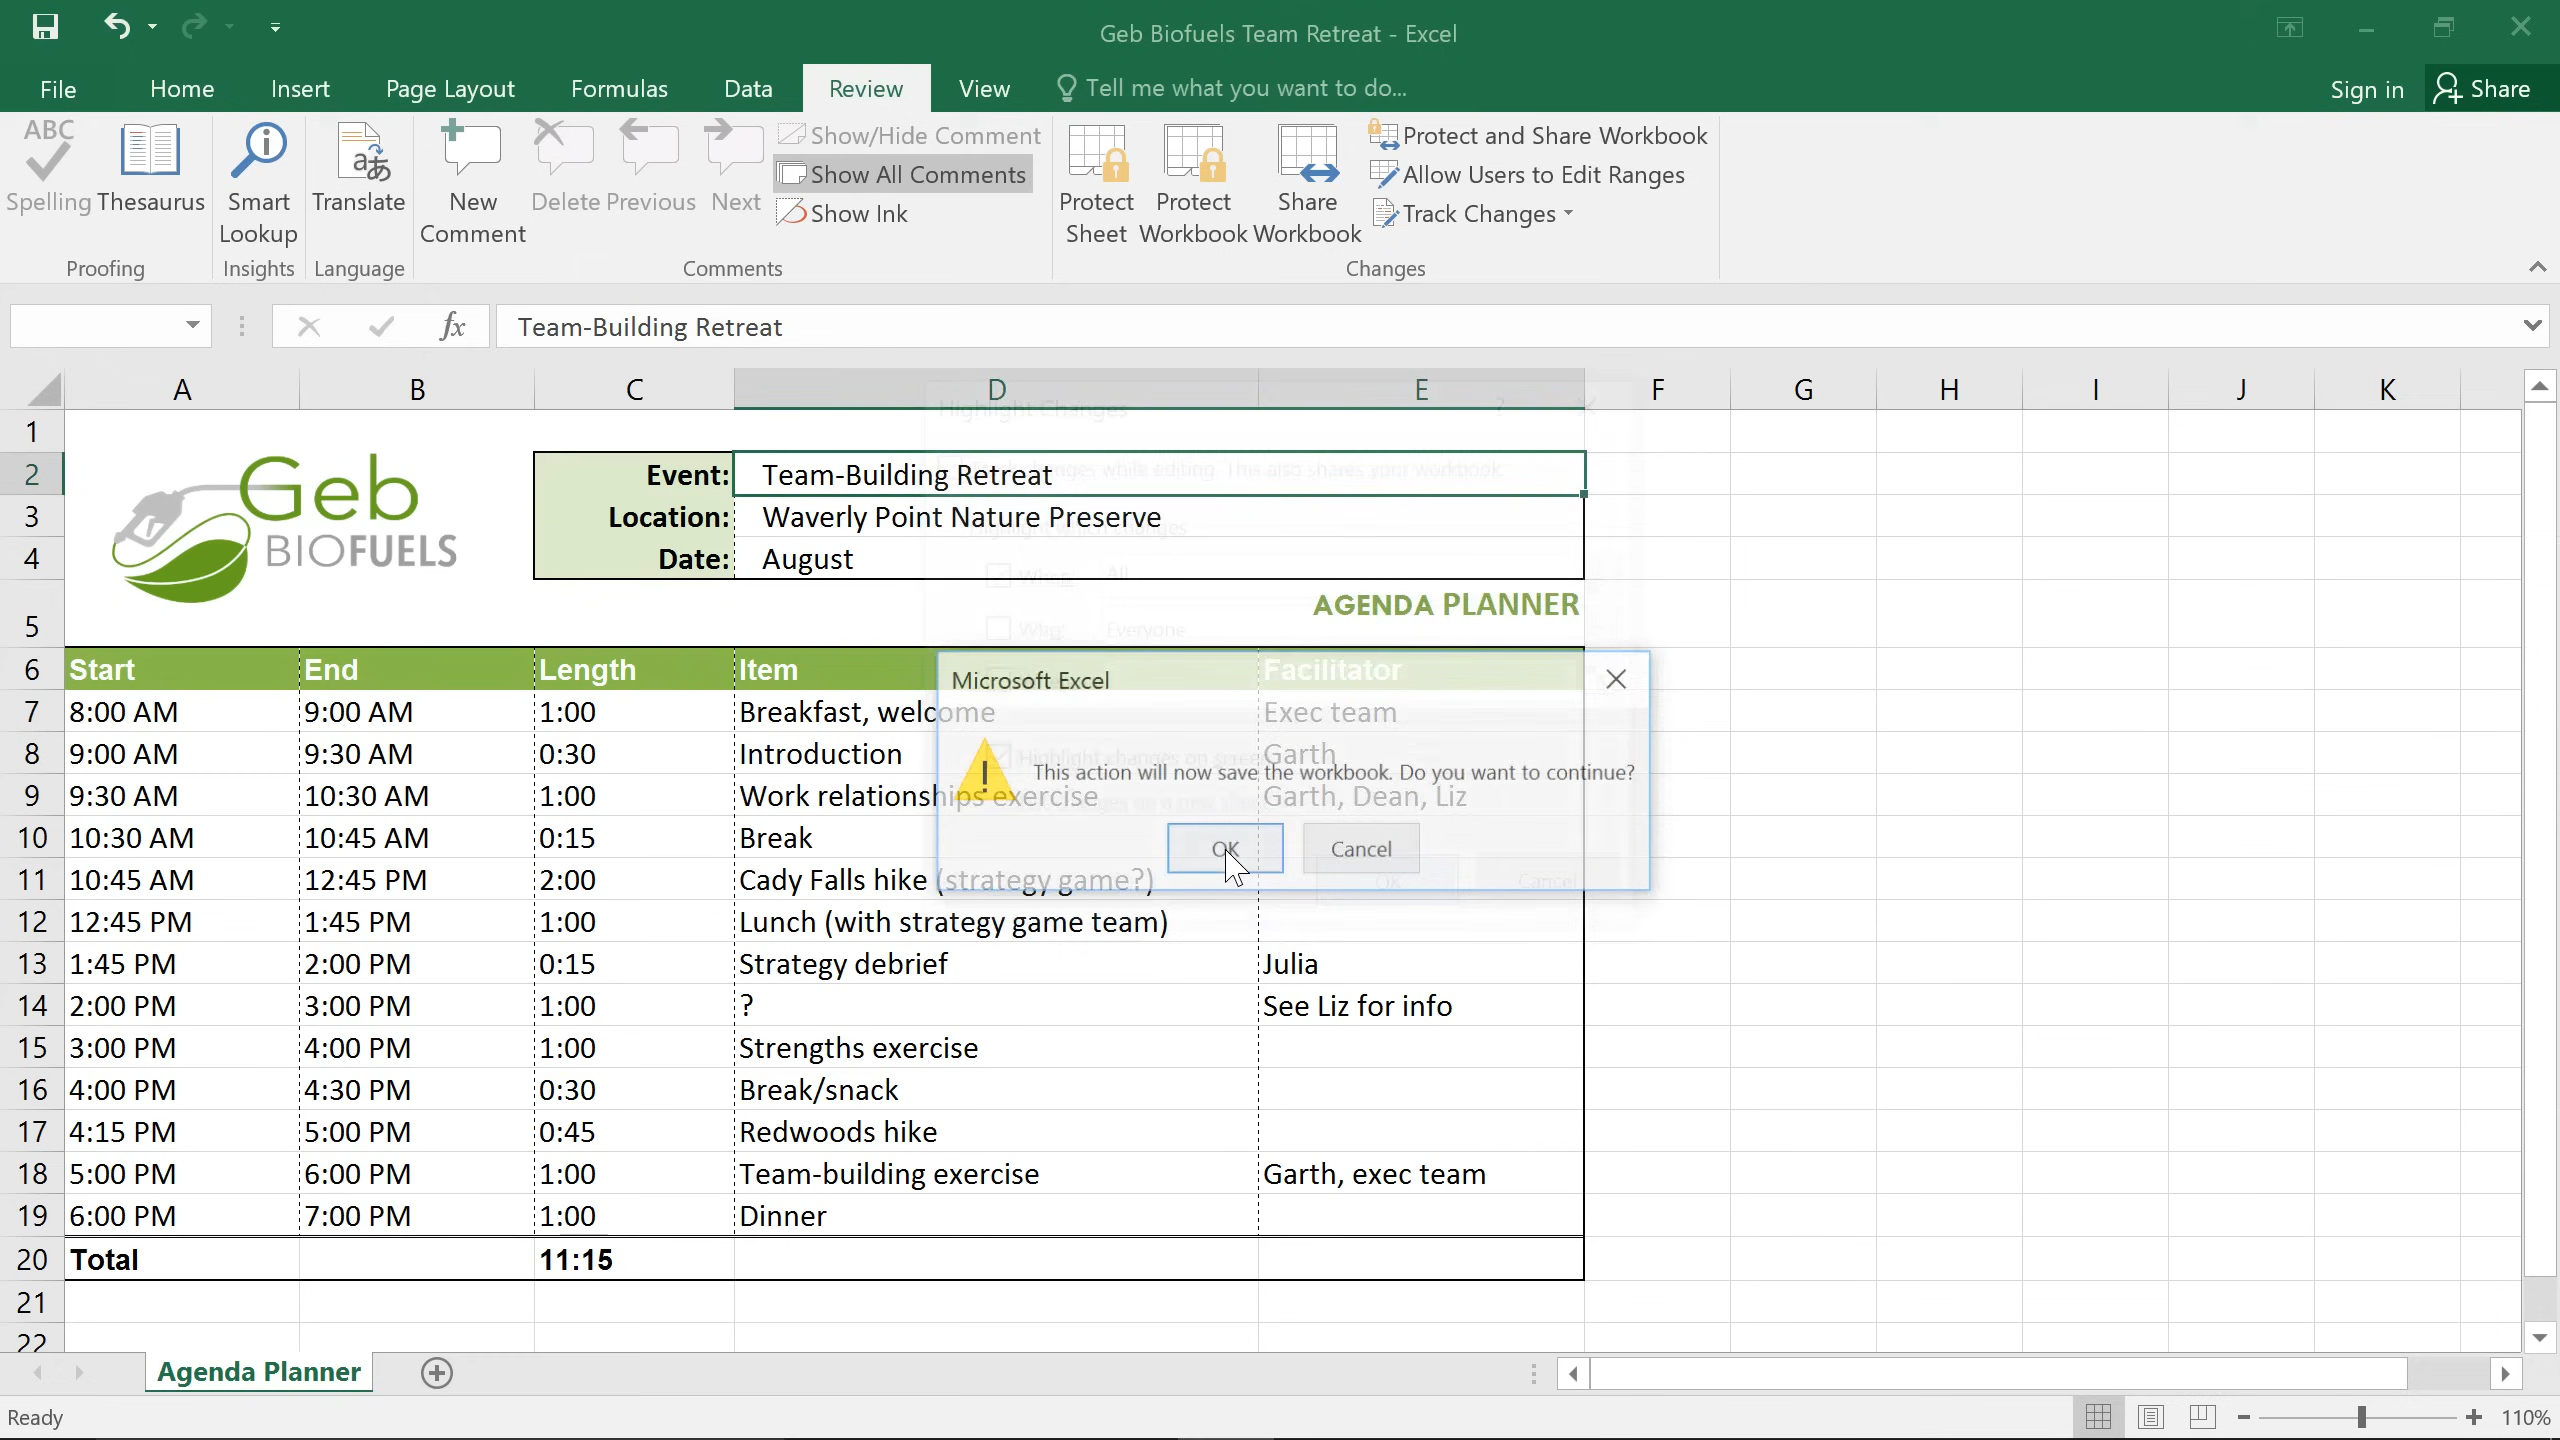 Geb Biofuels Team Retreat - Excel
File Home Insert Page Layout Formulas Data Review View Tell me what you want to do... Sign in Share
ABC
Spelling Thesaurus Smart Lookup Translate New Comment Delete Previous Next
Show/Hide Comment
Show All Comments
Show Ink
Protect Sheet Protect Workbook Share Workbook
Protect and Share Workbook
Allow Users to Edit Ranges
Track Changes
Proofing Insights Language Comments Changes
fx Team-Building Retreat
A B C D E F G H I J K
Highlight Changes ?
1
2 Event: Team-Building Retreat
3 Location: Waverly Point Nature Preserve
4 Date: August
Geb
BIOFUELS
5 AGENDA PLANNER
6 Start End Length Item Facilitator
7 8:00 AM 9:00 AM 1:00 Breakfast, welcome Exec team
8 9:00 AM 9:30 AM 0:30 Introduction Garth
9 9:30 AM 10:30 AM 1:00 Work relationships exercise Garth, Dean, Liz
10 10:30 AM 10:45 AM 0:15 Break
11 10:45 AM 12:45 PM 2:00 Cady Falls hike (strategy game?)
12 12:45 PM 1:45 PM 1:00 Lunch (with strategy game team)
13 1:45 PM 2:00 PM 0:15 Strategy debrief Julia
14 2:00 PM 3:00 PM 1:00 ? See Liz for info
15 3:00 PM 4:00 PM 1:00 Strengths exercise
16 4:00 PM 4:30 PM 0:30 Break/snack
17 4:15 PM 5:00 PM 0:45 Redwoods hike
18 5:00 PM 6:00 PM 1:00 Team-building exercise Garth, exec team
19 6:00 PM 7:00 PM 1:00 Dinner
20 Total 11:15
21
22
Microsoft Excel
This action will now save the workbook. Do you want to continue?
OK Cancel
Everyone
OK Cancel
Agenda Planner
Ready 110%